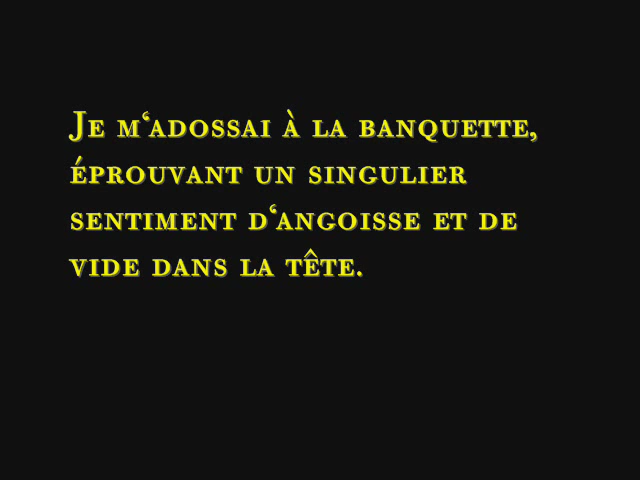 Je m‘adossai à la banquette,
éprouvant un singulier
sentiment d‘angoisse et de
vide dans la tête.